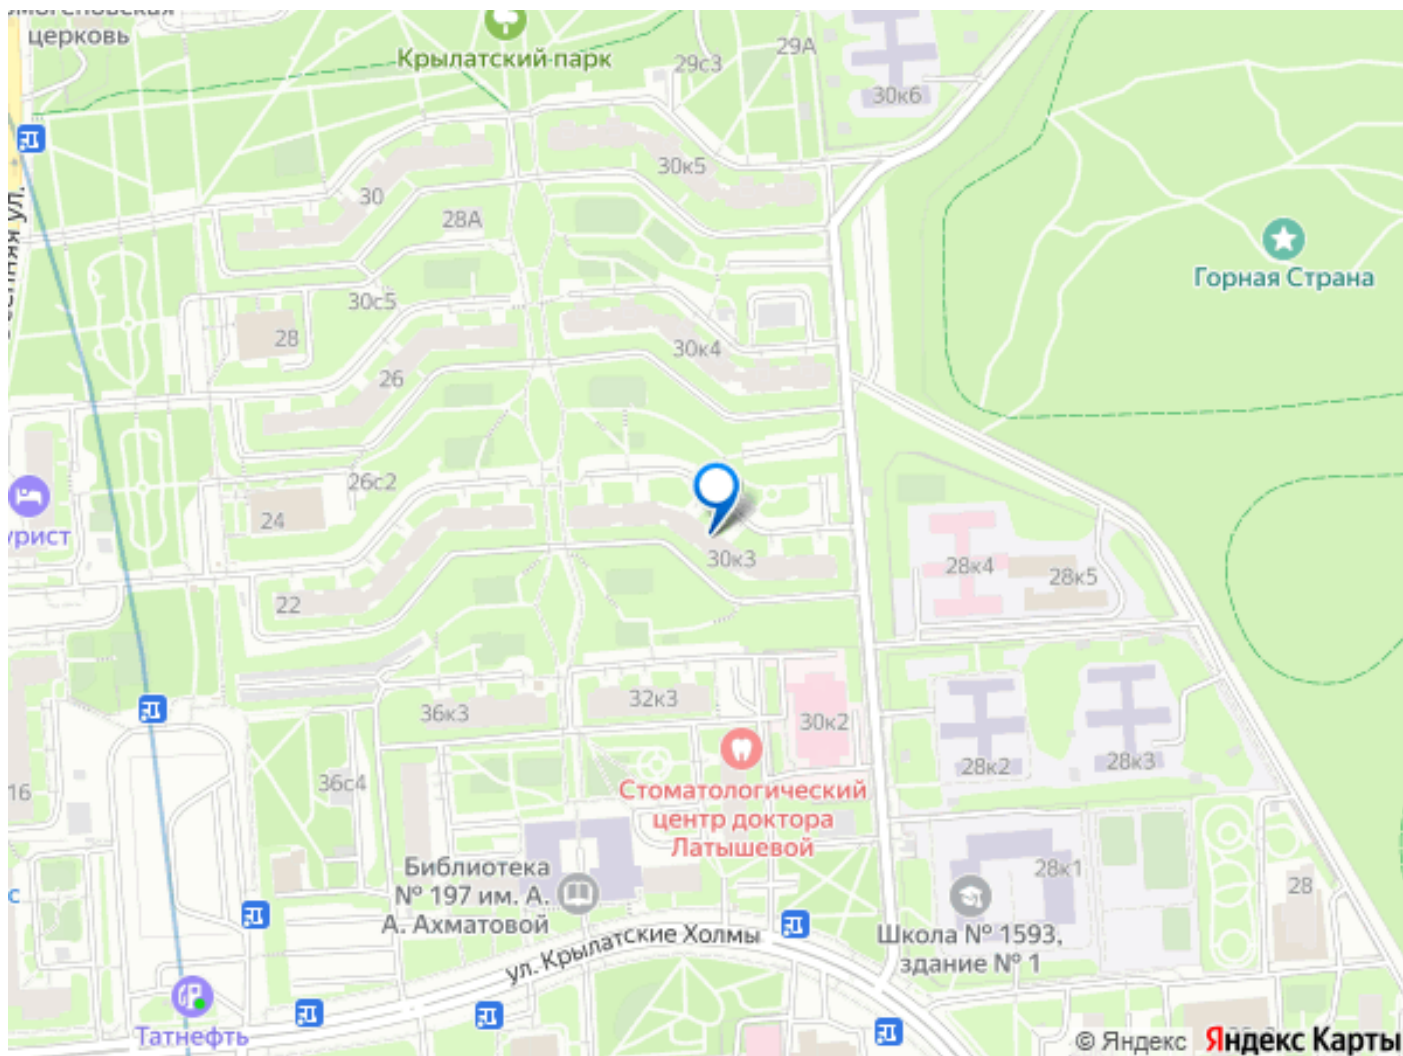 церковь
Крылатский парк
29с3
29А
30к6
30к5
30
28А
Горная Страна
30с5
28
30к4
26
26с2
24
30к3
28к4
28к5
22
36к3
32к3
30к2
28к2
28к3
16
36с4
Стоматологический
центр доктора
Латышевой
Библиотека
№ 197 им. А.
А. Ахматовой
28к1
28
ул. Крылатские Холмы
Школа № 1593,
здание № 1
Татнефть
© Яндекс
Яндекс Карты